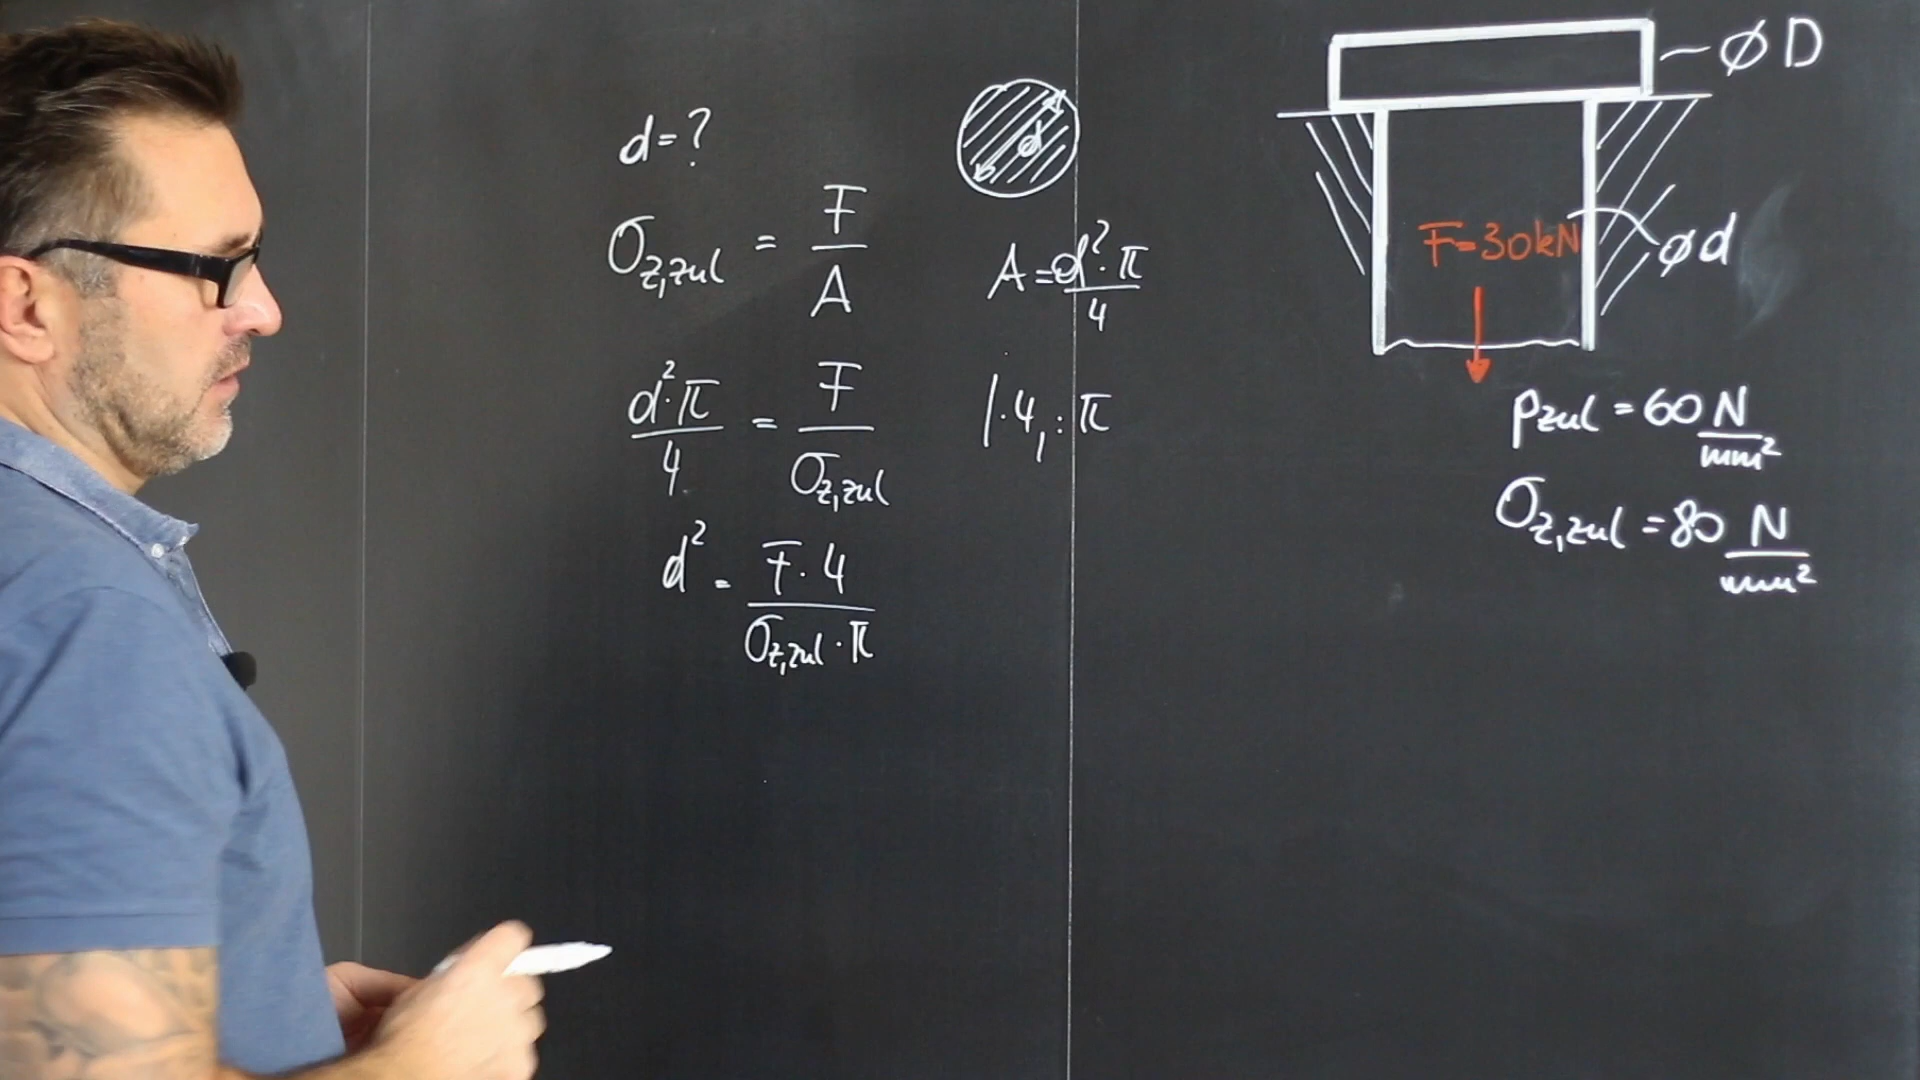 d = ?
d
σz,zul = F/A
A = d²·π/4
d²·π/4 = F/σz,zul |·4, :π
d² = F·4/σz,zul·π
ø D
F=30kN
ød
pzul = 60 N/mm²
σz,zul = 80 N/mm²